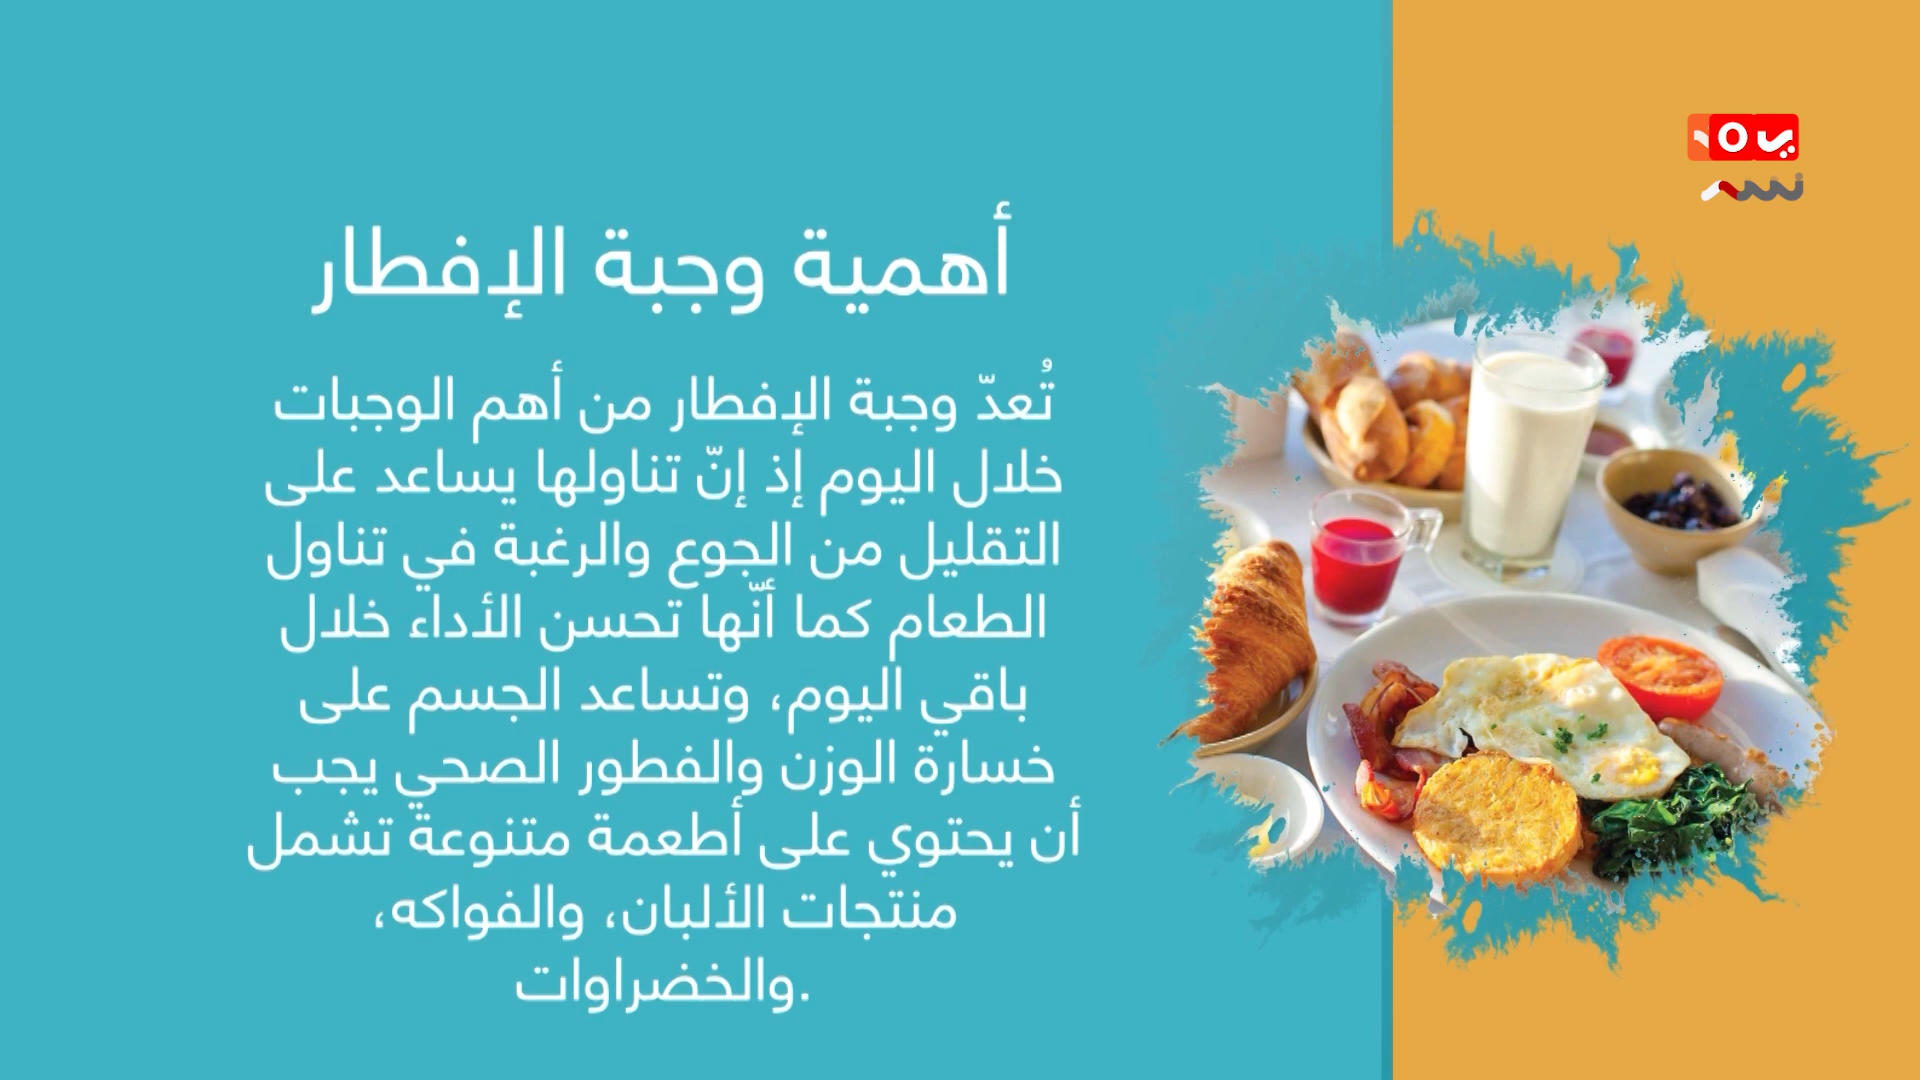 أهمية وجبة الإفطار
تُعدّ وجبة الإفطار من أهم الوجبات
خلال اليوم إذ إنّ تناولها يساعد على
التقليل من الجوع والرغبة في تناول
الطعام كما أنّها تحسن الأداء خلال
باقي اليوم، وتساعد الجسم على
خسارة الوزن والفطور الصحي يجب
أن يحتوي على أطعمة متنوعة تشمل
منتجات الألبان، والفواكه،
.والخضراوات